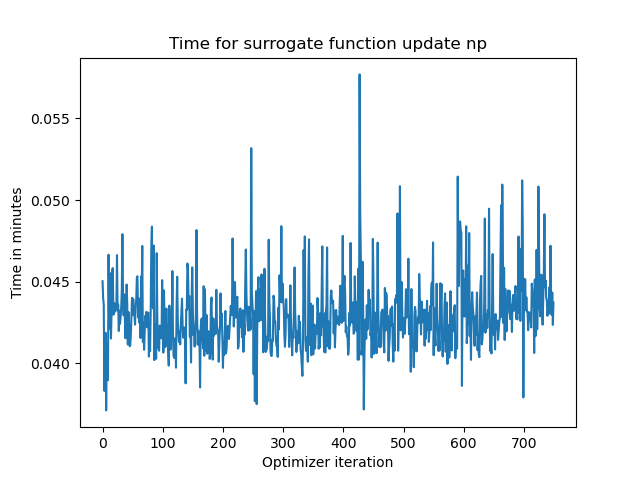 Time for surrogate function update np
0.055
0.050
0.045
0.040
Time in minutes
0 100 200 300 400 500 600 700
Optimizer iteration